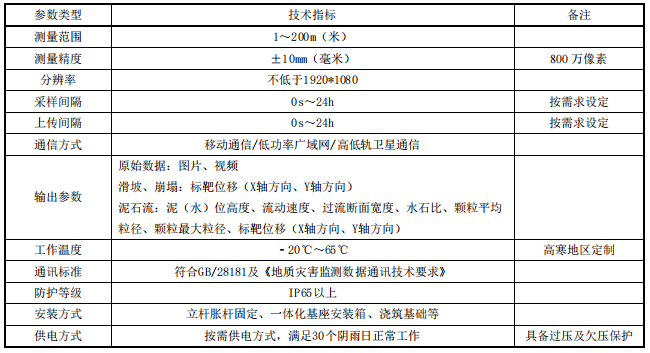 参数类型 技术指标 备注
测量范围 1～200m（米）
测量精度 ±10mm（毫米） 800 万像素
分辨率 不低于1920*1080
采样间隔 0s～24h 按需求设定
上传间隔 0s～24h 按需求设定
通信方式 移动通信/低功率广域网/高低轨卫星通信
输出参数
原始数据：图片、视频
滑坡、崩塌：标靶位移（X轴方向、Y轴方向）
泥石流：泥（水）位高度、流动速度、过流断面宽度、水石比、颗粒平均
粒径、颗粒最大粒径、标靶位移（X轴方向、Y轴方向）
工作温度 －20℃～65℃ 高寒地区定制
通讯标准 符合GB/28181及《地质灾害监测数据通讯技术要求》
防护等级 IP65以上
安装方式 立杆胀杆固定、一体化基座安装箱、浇筑基础等
供电方式 按需供电方式，满足30个阴雨日正常工作 具备过压及欠压保护